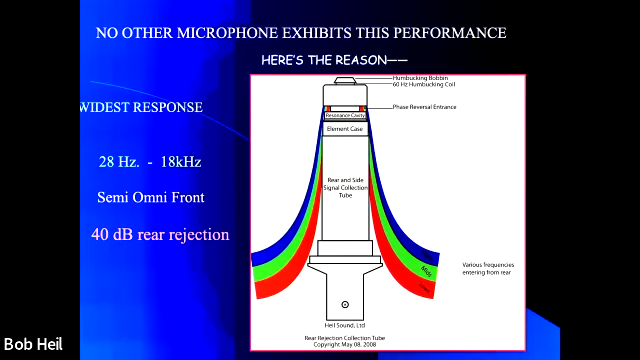 NO OTHER MICROPHONE EXHIBITS THIS PERFORMANCE
HERE'S THE REASON——
WIDEST RESPONSE
28 Hz. - 18kHz
Semi Omni Front
40 dB rear rejection
Humbucking Bobbin
60 Hz Humbucking Coil
Phase Reversal Entrance
Resonance Cavity
Element Case
Rear and Side
Signal Collection
Tube
Mids
Various frequencies
entering from rear
Heil Sound, Ltd
Rear Rejection Collection Tube
Copyright May 08, 2008
Bob Heil